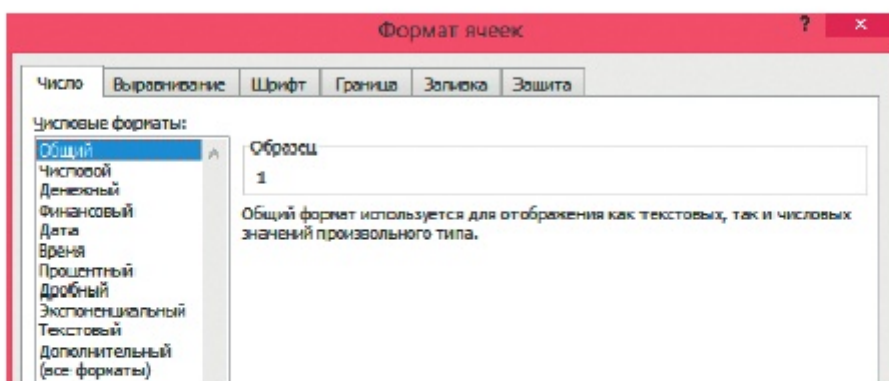 Формат ячеек
? ×
Число Выравнивание Шрифт Граница Заливка Защита
Числовые форматы:
Общий
Числовой
Денежный
Финансовый
Дата
Время
Процентный
Дробный
Экспоненциальный
Текстовый
Дополнительный
(все форматы)
Образец
1
Общий формат используется для отображения как текстовых, так и числовых
значений произвольного типа.